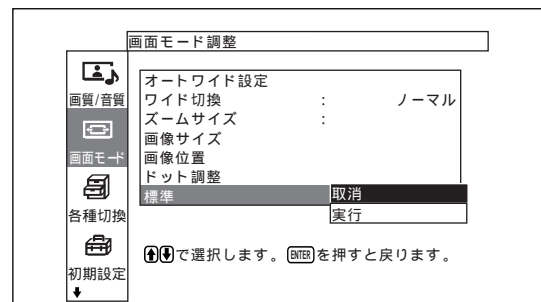 画面モード調整
画質/音質
画面モード
各種切換
初期設定
オートワイド設定
ワイド切換 : ノーマル
ズームサイズ :
画像サイズ
画像位置
ドット調整
標準 取消
実行
で選択します。ENTERを押すと戻ります。